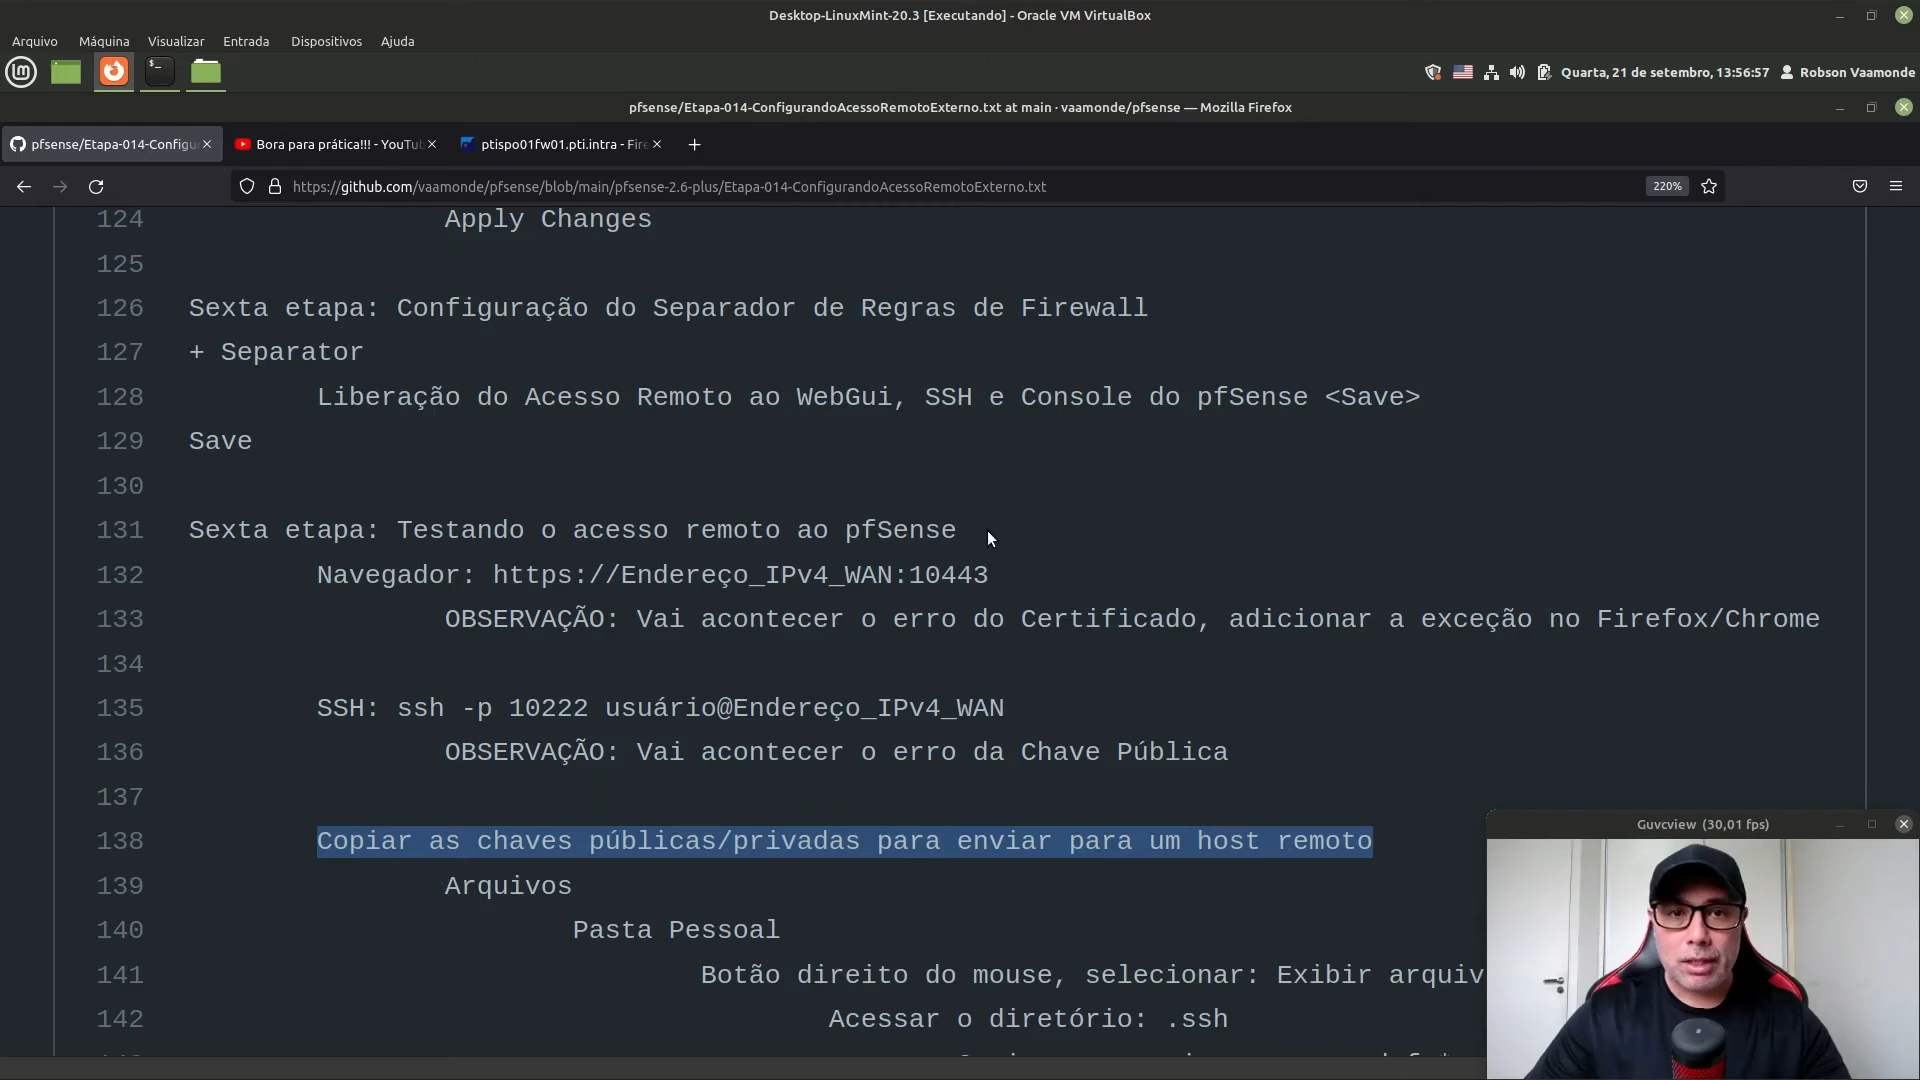 Desktop-LinuxMint-20.3 [Executando] - Oracle VM VirtualBox
Arquivo Máquina Visualizar Entrada Dispositivos Ajuda
Quarta, 21 de setembro, 13:56:57 Robson Vaamonde
pfsense/Etapa-014-ConfigurandoAcessoRemotoExterno.txt at main · vaamonde/pfsense — Mozilla Firefox
pfsense/Etapa-014-Configu Bora para prática!!! - YouTu ptispo01fw01.pti.intra - Fire
https://github.com/vaamonde/pfsense/blob/main/pfsense-2.6-plus/Etapa-014-ConfigurandoAcessoRemotoExterno.txt 220%
124 Apply Changes
125
126 Sexta etapa: Configuração do Separador de Regras de Firewall
127 + Separator
128 Liberação do Acesso Remoto ao WebGui, SSH e Console do pfSense <Save>
129 Save
130
131 Sexta etapa: Testando o acesso remoto ao pfSense
132 Navegador: https://Endereço_IPv4_WAN:10443
133 OBSERVAÇÃO: Vai acontecer o erro do Certificado, adicionar a exceção no Firefox/Chrome
134
135 SSH: ssh -p 10222 usuário@Endereço_IPv4_WAN
136 OBSERVAÇÃO: Vai acontecer o erro da Chave Pública
137
138 Copiar as chaves públicas/privadas para enviar para um host remoto
139 Arquivos
140 Pasta Pessoal
141 Botão direito do mouse, selecionar: Exibir arquiv
142 Acessar o diretório: .ssh
Guvcview (30,01 fps)